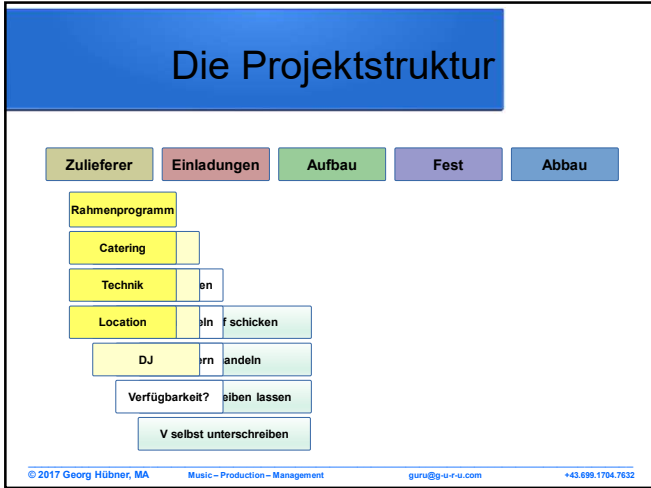 Die Projektstruktur
Zulieferer Einladungen Aufbau Fest Abbau
Rahmenprogramm
Catering
Technik en
Location eln f schicken
DJ ern andeln
Verfügbarkeit? eiben lassen
V selbst unterschreiben
© 2017 Georg Hübner, MA Music – Production – Management guru@g-u-r-u.com +43.699.1704.7632